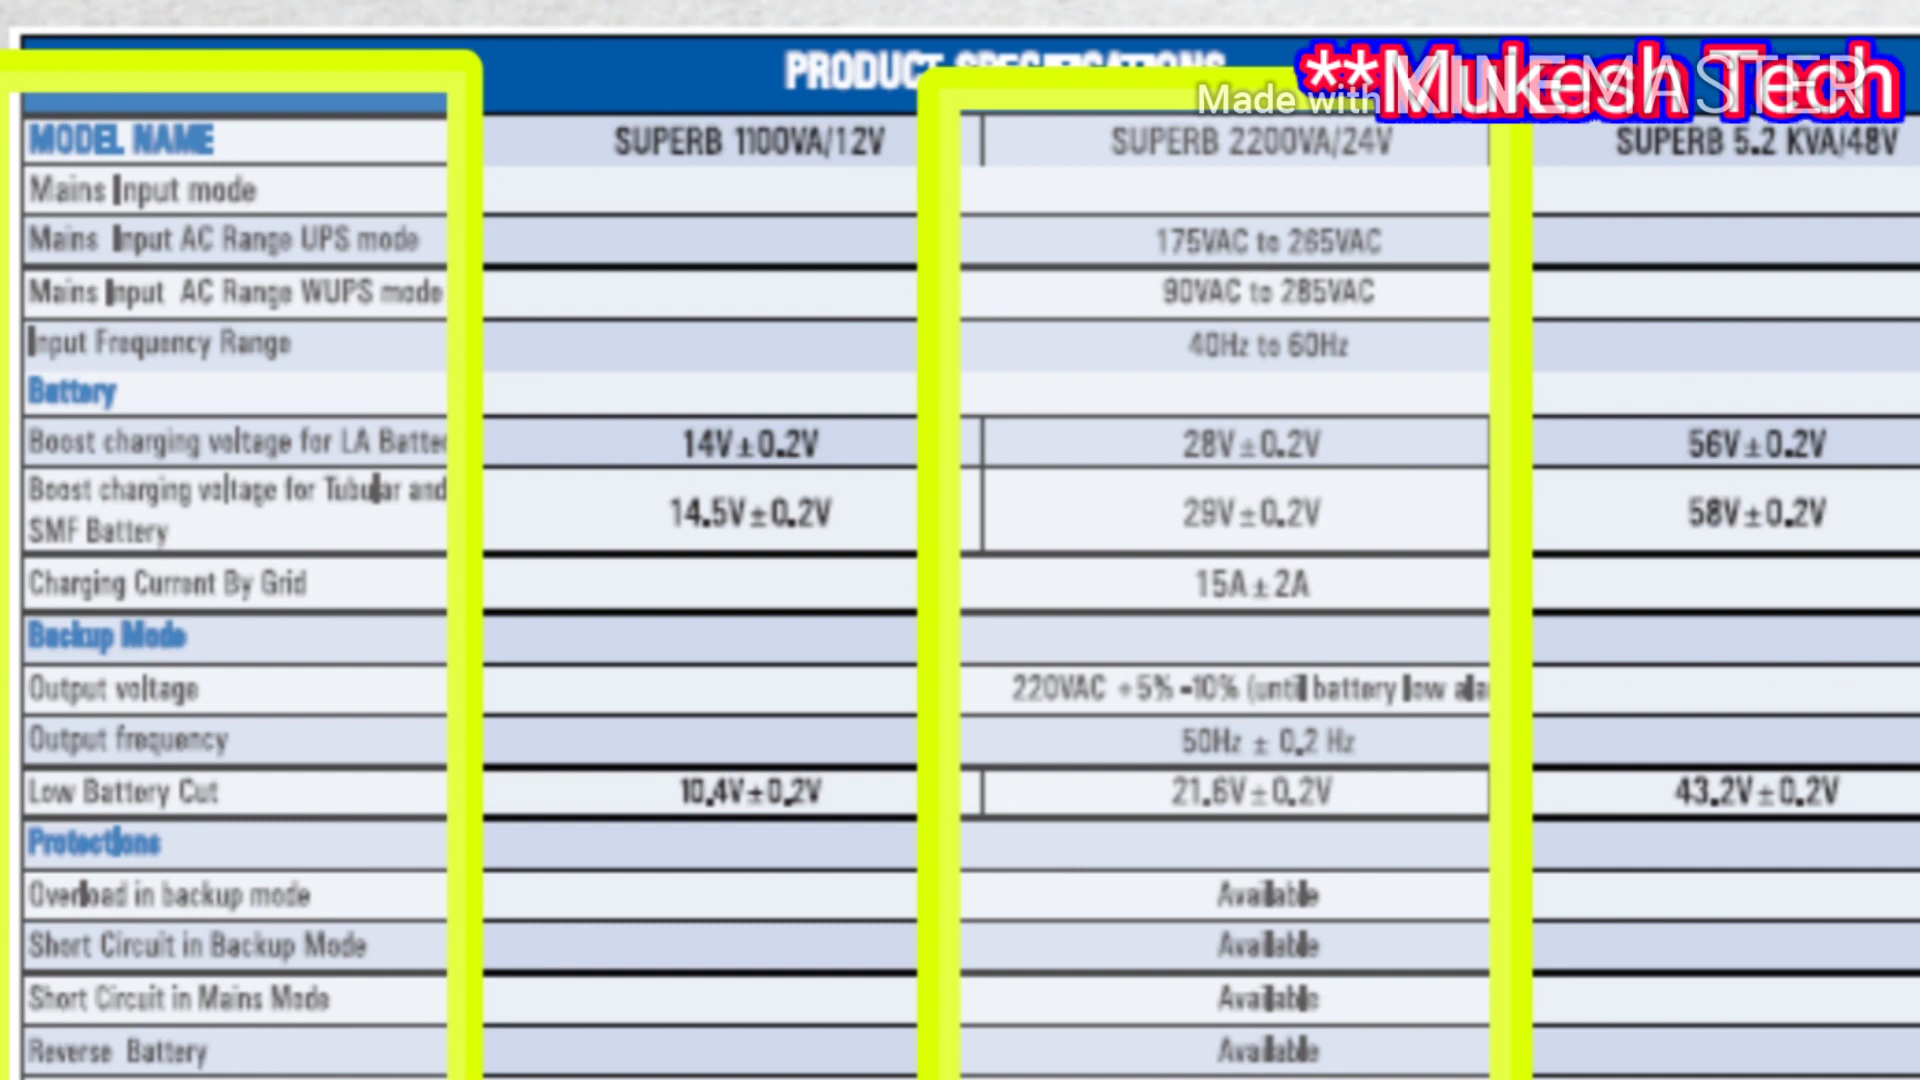 PRODUCT SPECIFICATIONS
**Mukesh Tech
Made with KINEMASTER
MODEL NAME SUPERB 1100VA/12V SUPERB 2200VA/24V SUPERB 5.2 KVA/48V
Mains Input mode
Mains Input AC Range UPS mode 175VAC to 265VAC
Mains Input AC Range WUPS mode 90VAC to 285VAC
Input Frequency Range 40Hz to 60Hz
Battery
Boost charging voltage for LA 14V±0.2V 28V±0.2V 56V±0.2V
Boost charging voltage for Tubular and
SMF Battery 14.5V±0.2V 29V±0.2V 58V±0.2V
Charging Current By Grid 15A±2A
Backup Mode
Output voltage 220VAC +5% -10% (until battery low
Output frequency 50Hz ± 0.2 Hz
Low Battery Cut 10.4V±0.2V 21.6V±0.2V 43.2V±0.2V
Protections
Overload in backup mode Available
Short Circuit in Backup Mode Available
Short Circuit in Mains Mode Available
Reverse Battery Available